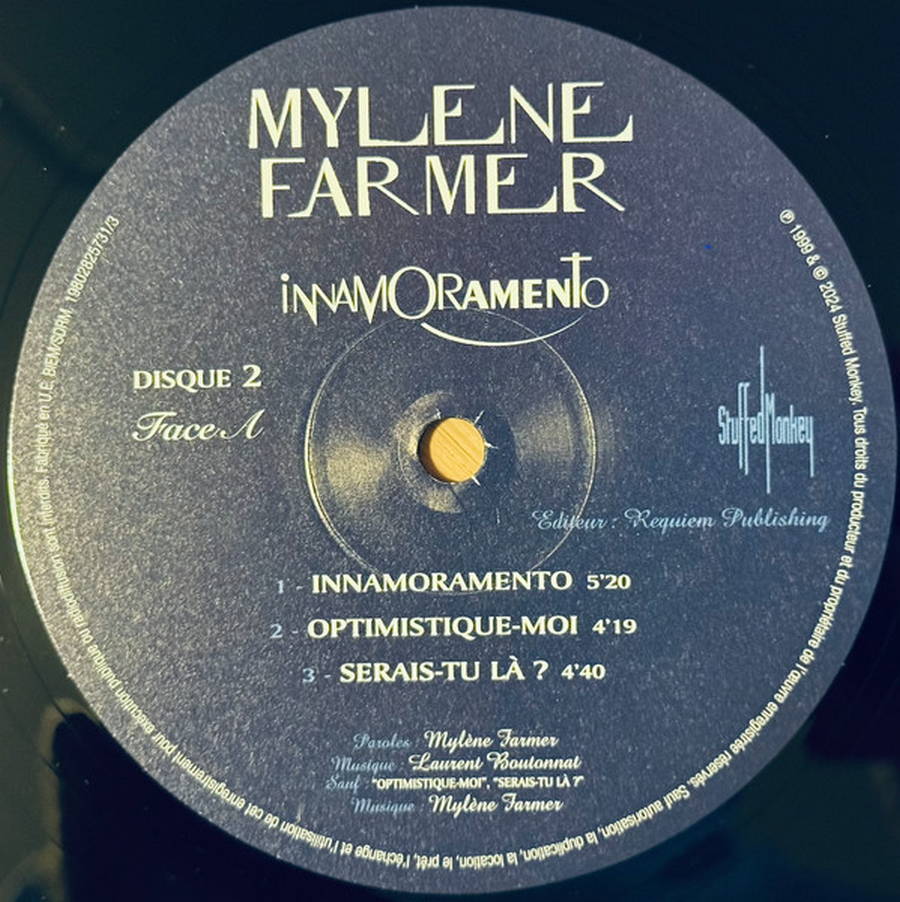 MYLENE
FARMER
INNAMORAMENTO
DISQUE 2
Face A
Stuffed Monkey
Editeur : Requiem Publishing
1 - INNAMORAMENTO 5'20
2 - OPTIMISTIQUE-MOI 4'19
3 - SERAIS-TU LÀ ? 4'40
Paroles : Mylène Farmer
Musique : Laurent Boutonnat
Sauf : "OPTIMISTIQUE-MOI", "SERAIS-TU LÀ ?"
Musique : Mylène Farmer
℗ 1999 & © 2024 Stuffed Monkey. Tous droits du producteur et du propriétaire de l'œuvre enregistrée réservés. Sauf autorisation, la duplication, la location, le prêt, l'échange et l'utilisation de cet enregistrement pour exécution publique ou radiodiffusion sont interdits. Fabriqué en U.E. BIEM/SDRM. 19802825731/3